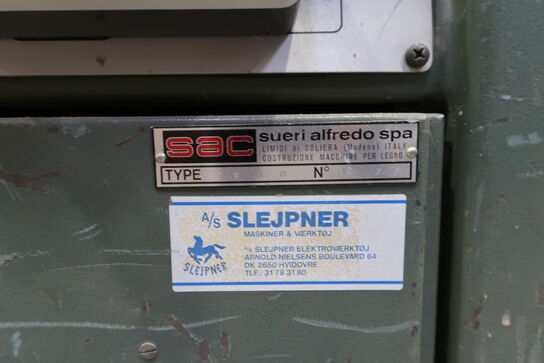 sac sueri alfredo spa
LIMIDI di SOLIERA (Modena) ITALY
COSTRUZIONE MACCHINE PER LEGNO
TYPE N°
A/S SLEJPNER
MASKINER & VÆRKTØJ
A/S SLEJPNER ELEKTROVÆRKTØJ
ARNOLD NIELSENS BOULEVARD 64
DK 2650 HVIDOVRE
TLF.: 31 78 31 80
SLEJPNER